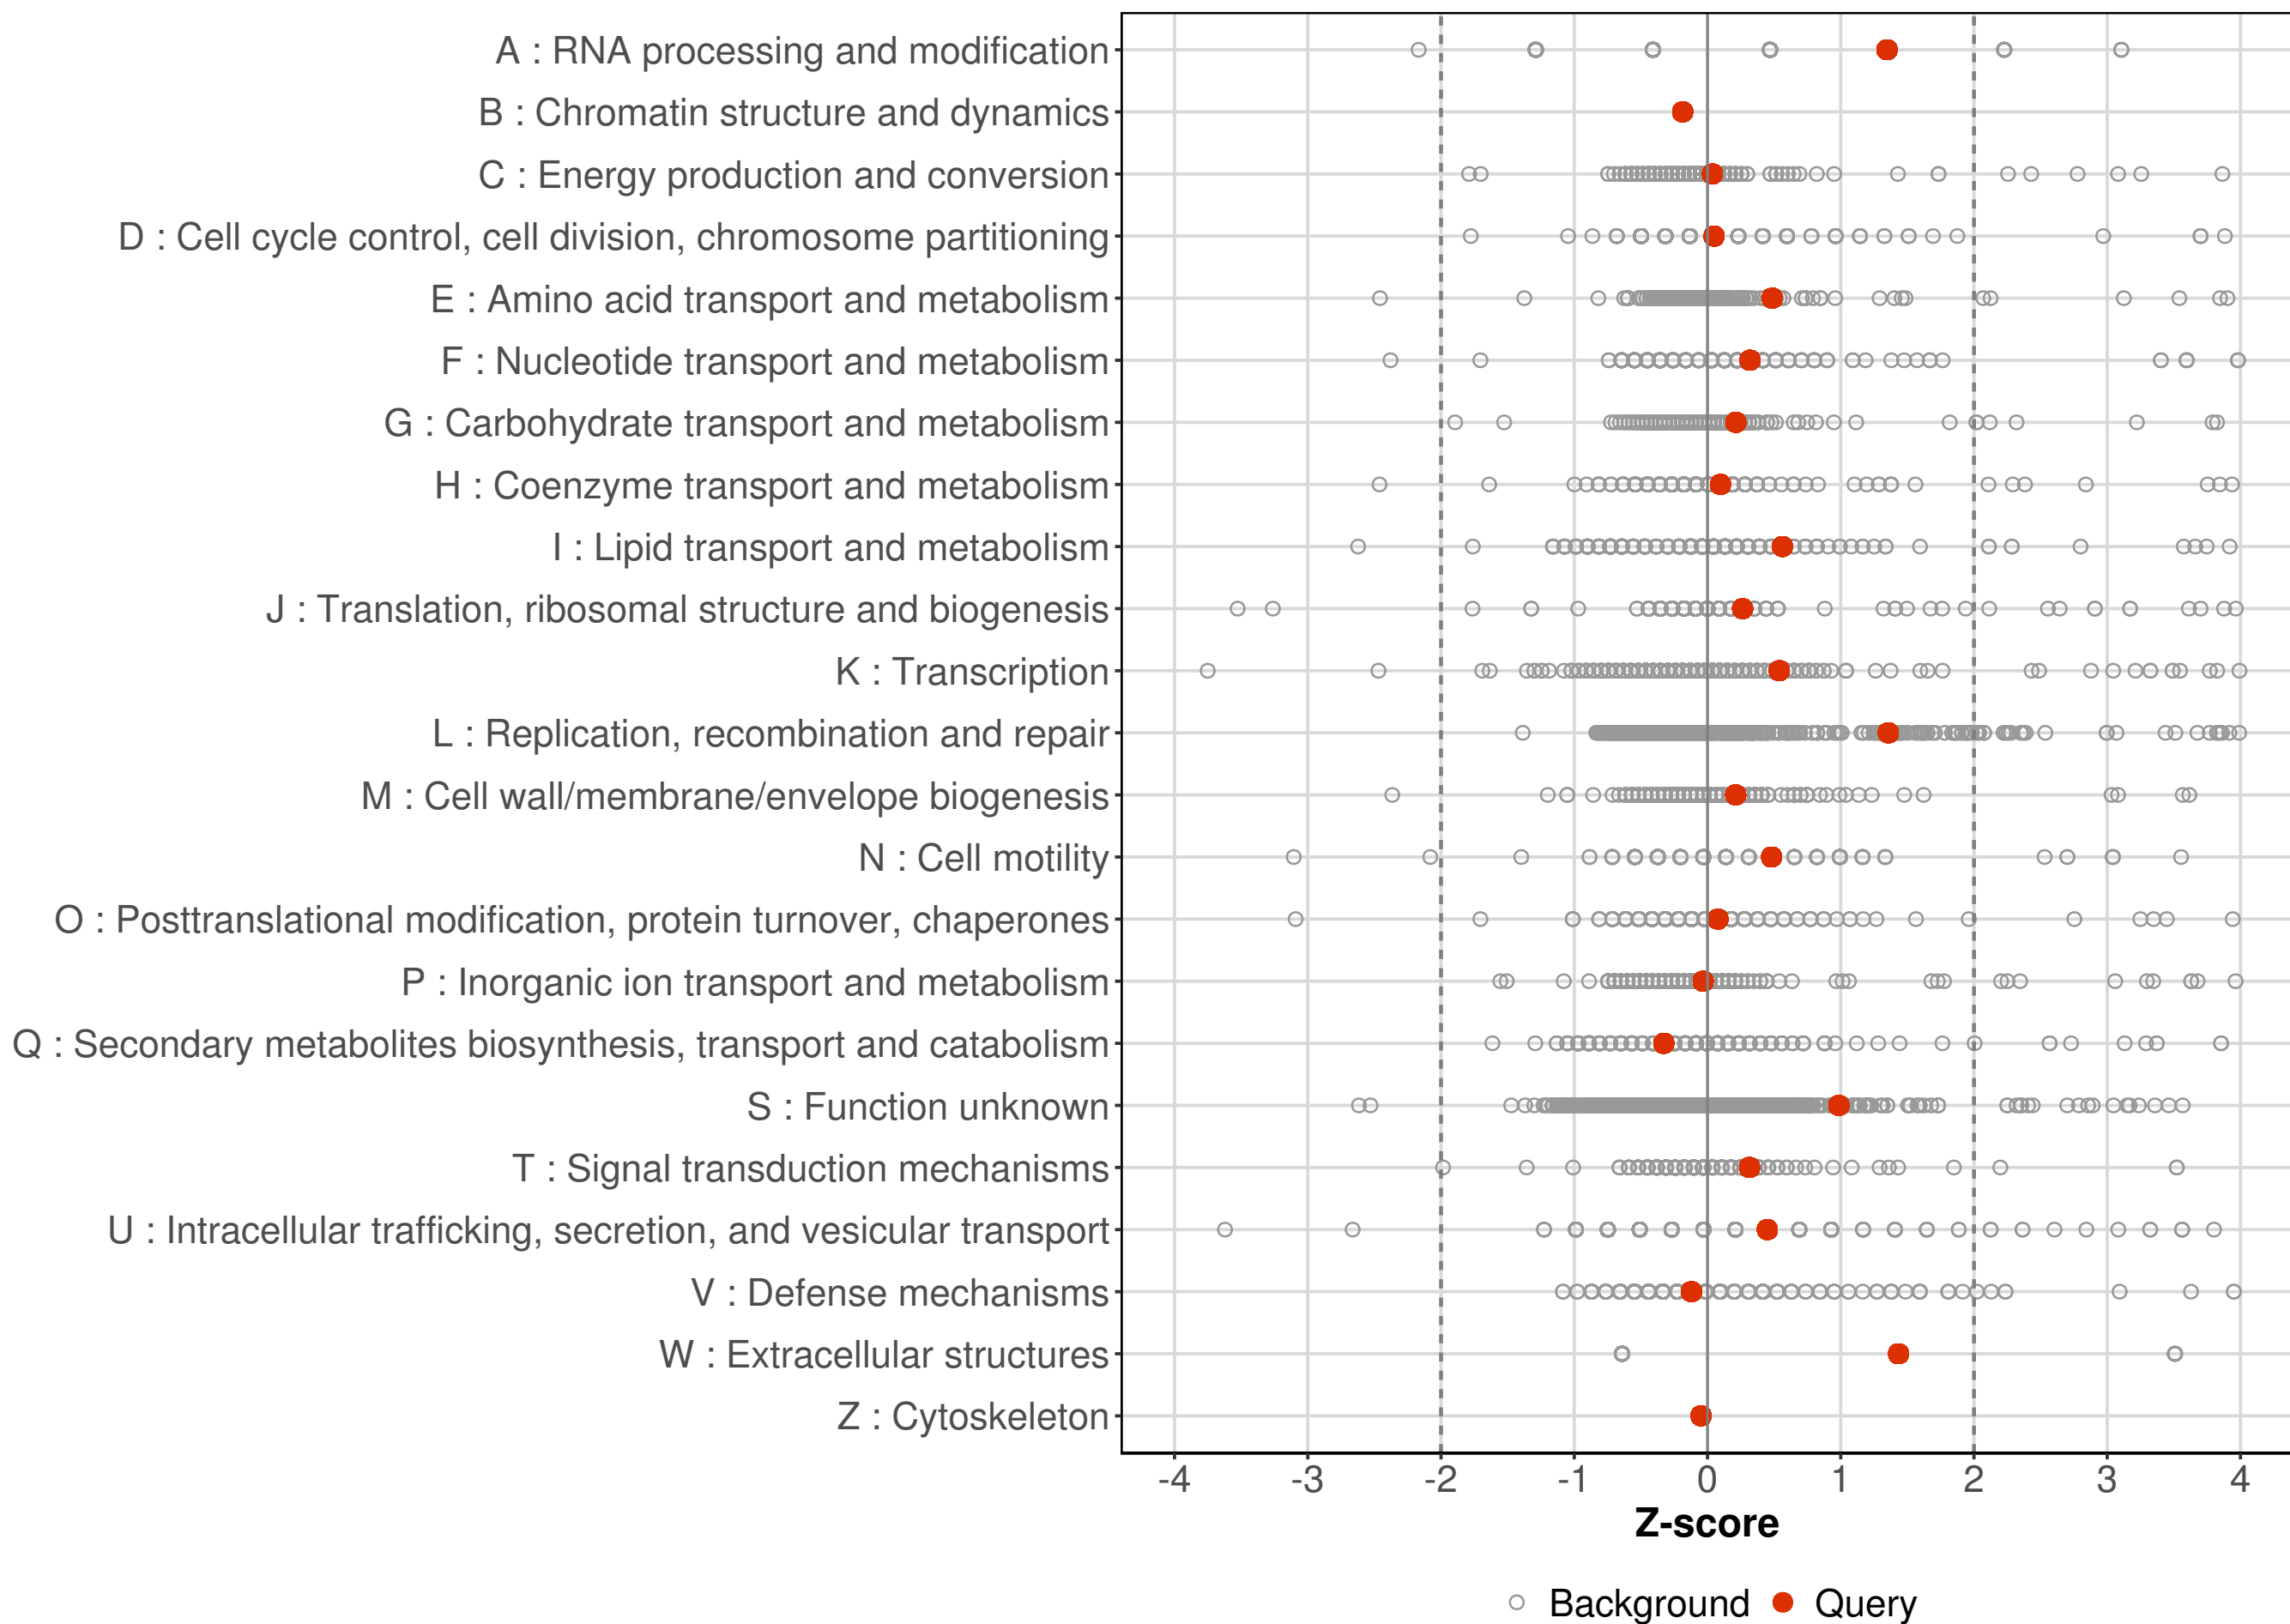 A : RNA processing and modification
B : Chromatin structure and dynamics
C : Energy production and conversion
D : Cell cycle control, cell division, chromosome partitioning
E : Amino acid transport and metabolism
F : Nucleotide transport and metabolism
G : Carbohydrate transport and metabolism
H : Coenzyme transport and metabolism
I : Lipid transport and metabolism
J : Translation, ribosomal structure and biogenesis
K : Transcription
L : Replication, recombination and repair
M : Cell wall/membrane/envelope biogenesis
N : Cell motility
O : Posttranslational modification, protein turnover, chaperones
P : Inorganic ion transport and metabolism
Q : Secondary metabolites biosynthesis, transport and catabolism
S : Function unknown
T : Signal transduction mechanisms
U : Intracellular trafficking, secretion, and vesicular transport
V : Defense mechanisms
W : Extracellular structures
Z : Cytoskeleton
-4 -3 -2 -1 0 1 2 3 4
Z-score
Background Query